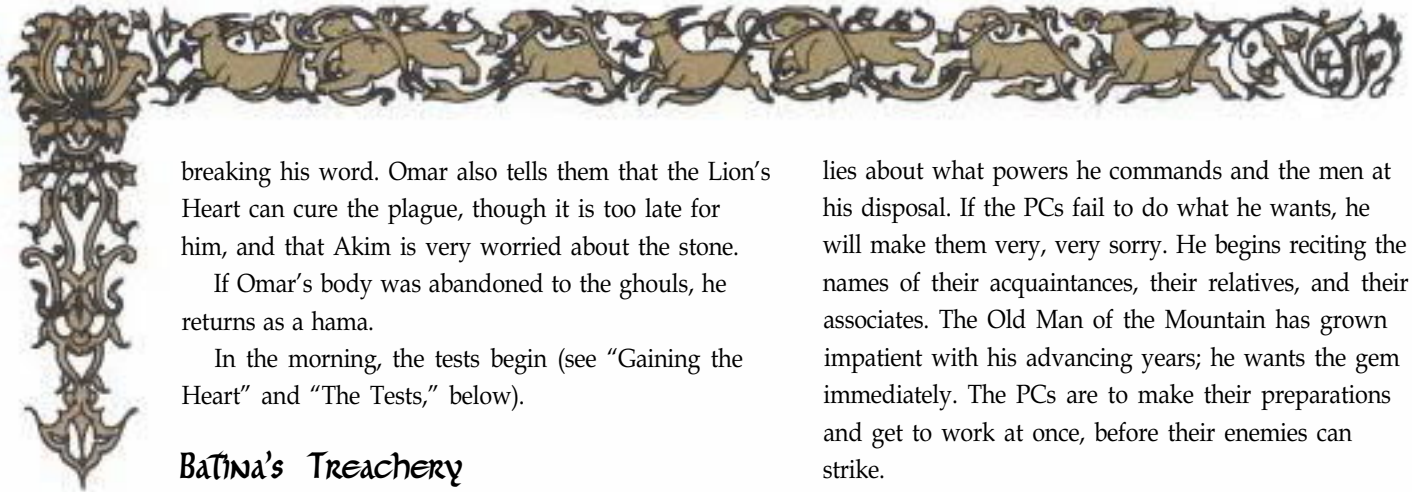 breaking his word. Omar also tells them that the Lion’s
Heart can cure the plague, though it is too late for
him, and that Akim is very worried about the stone.
If Omar’s body was abandoned to the ghouls, he
returns as a hama.
In the morning, the tests begin (see “Gaining the
Heart” and “The Tests,” below).
Batina’s Treachery
lies about what powers he commands and the men at
his disposal. If the PCs fail to do what he wants, he
will make them very, very sorry. He begins reciting the
names of their acquaintances, their relatives, and their
associates. The Old Man of the Mountain has grown
impatient with his advancing years; he wants the gem
immediately. The PCs are to make their preparations
and get to work at once, before their enemies can
strike.